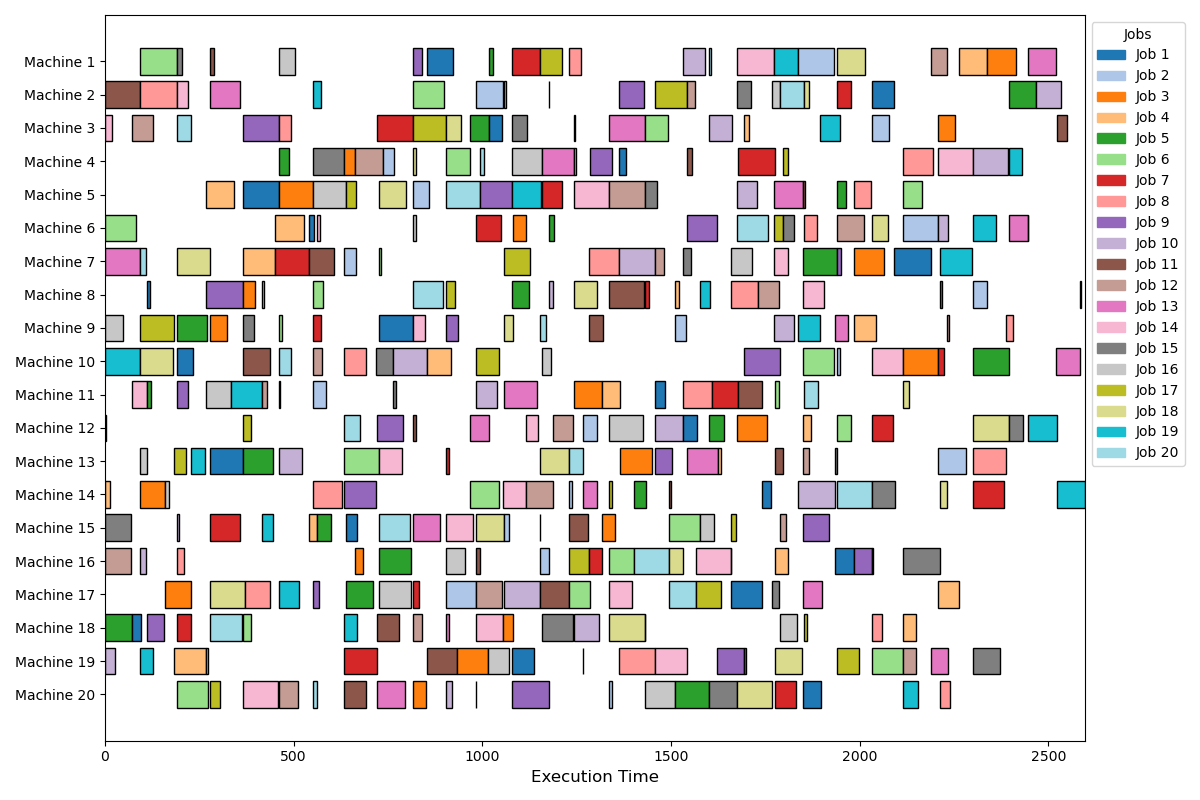 Machine 1
Machine 2
Machine 3
Machine 4
Machine 5
Machine 6
Machine 7
Machine 8
Machine 9
Machine 10
Machine 11
Machine 12
Machine 13
Machine 14
Machine 15
Machine 16
Machine 17
Machine 18
Machine 19
Machine 20
0 500 1000 1500 2000 2500
Execution Time
Jobs
Job 1
Job 2
Job 3
Job 4
Job 5
Job 6
Job 7
Job 8
Job 9
Job 10
Job 11
Job 12
Job 13
Job 14
Job 15
Job 16
Job 17
Job 18
Job 19
Job 20